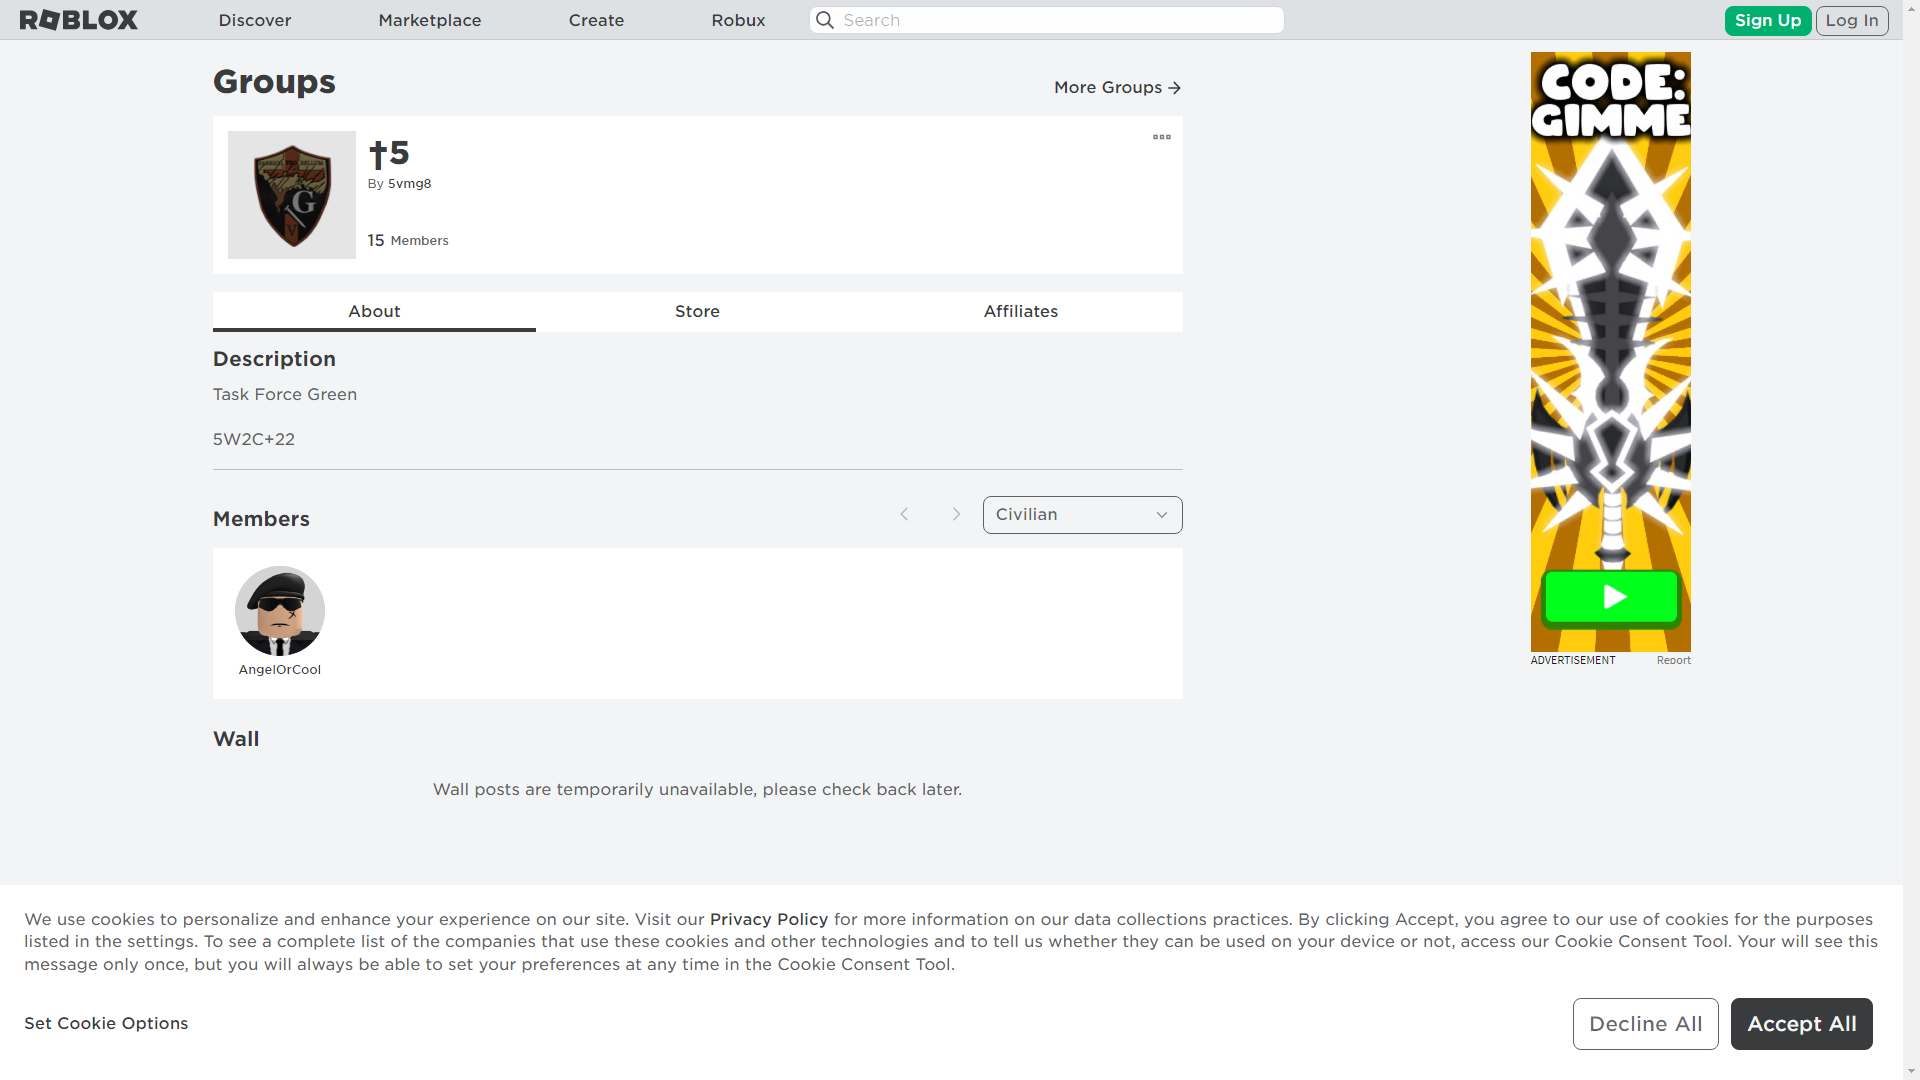 ROBLOX Discover Marketplace Create Robux Search Sign Up Log In
Groups
More Groups
†5
By 5vmg8
15 Members
About Store Affiliates
Description
Task Force Green
5W2C+22
Members
Civilian
AngelOrCool
Wall
Wall posts are temporarily unavailable, please check back later.
CODE:
GIMME
ADVERTISEMENT Report
We use cookies to personalize and enhance your experience on our site. Visit our Privacy Policy for more information on our data collections practices. By clicking Accept, you agree to our use of cookies for the purposes
listed in the settings. To see a complete list of the companies that use these cookies and other technologies and to tell us whether they can be used on your device or not, access our Cookie Consent Tool. Your will see this
message only once, but you will always be able to set your preferences at any time in the Cookie Consent Tool.
Set Cookie Options
Decline All
Accept All